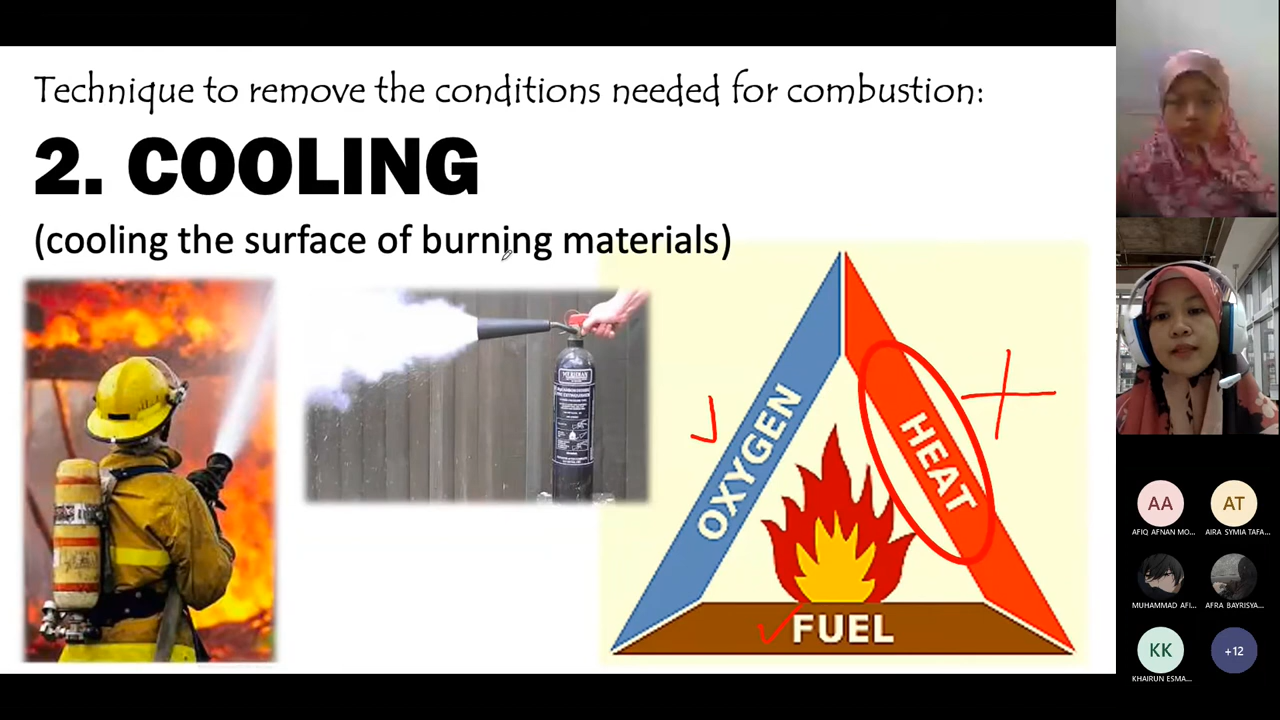 Technique to remove the conditions needed for combustion:
2. COOLING
(cooling the surface of burning materials)
OXYGEN
HEAT
FUEL
AA
AT
AFIQ AFNAN MO...
AIRA SYMIA TAFA...
MUHAMMAD AFI...
AFRA BAYRISYA...
KK
+12
KHAIRUN ESMA...